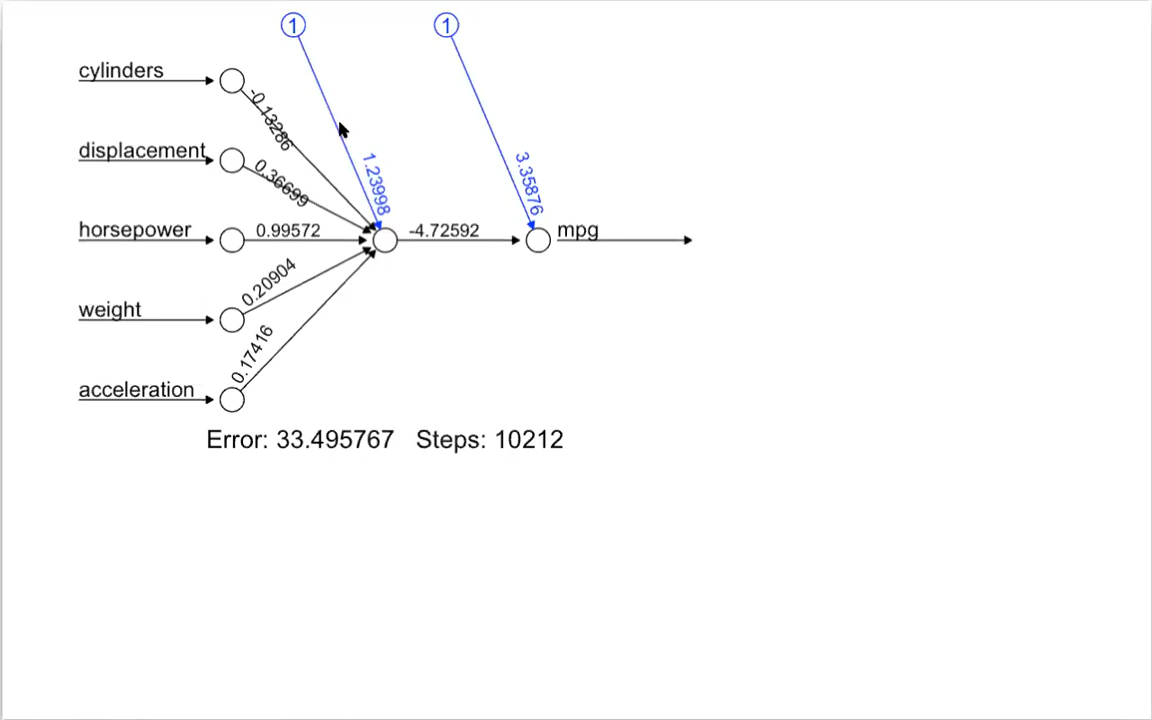 1
1
cylinders
-0.13286
displacement
0.36699
1.23998
3.35876
horsepower
0.99572
-4.72592
mpg
0.20904
weight
0.17416
acceleration
Error: 33.495767 Steps: 10212